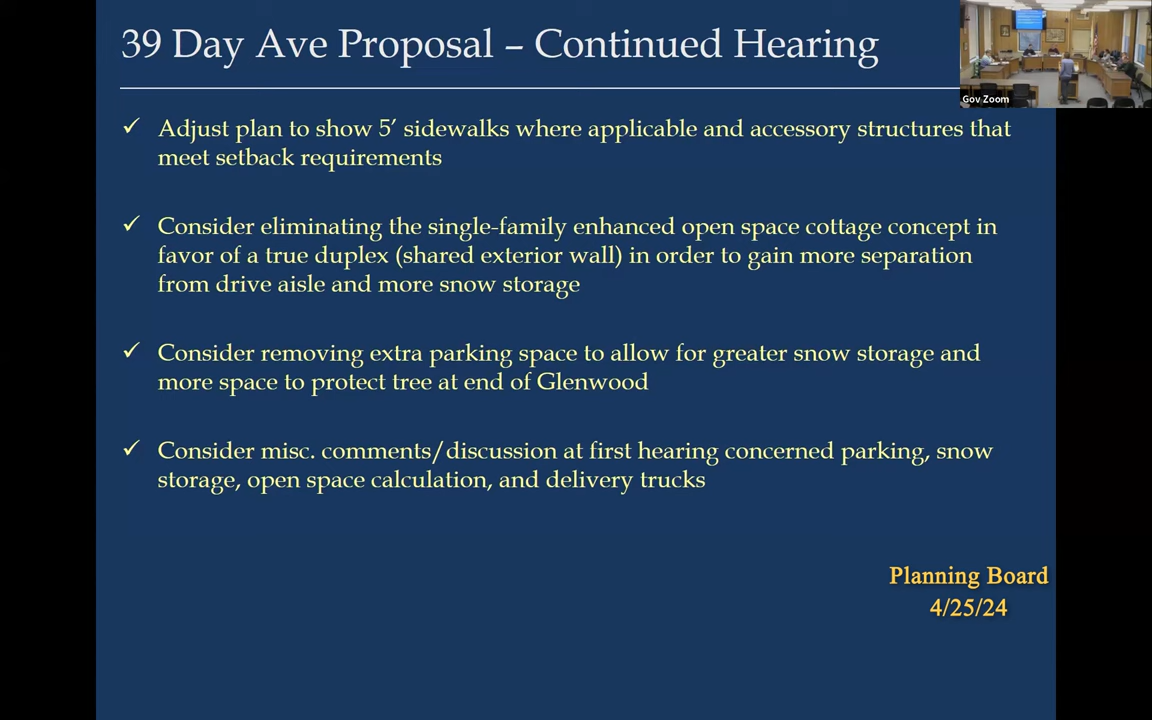 39 Day Ave Proposal – Continued Hearing
Gov Zoom
✓ Adjust plan to show 5’ sidewalks where applicable and accessory structures that
meet setback requirements
✓ Consider eliminating the single-family enhanced open space cottage concept in
favor of a true duplex (shared exterior wall) in order to gain more separation
from drive aisle and more snow storage
✓ Consider removing extra parking space to allow for greater snow storage and
more space to protect tree at end of Glenwood
✓ Consider misc. comments/discussion at first hearing concerned parking, snow
storage, open space calculation, and delivery trucks
Planning Board
4/25/24